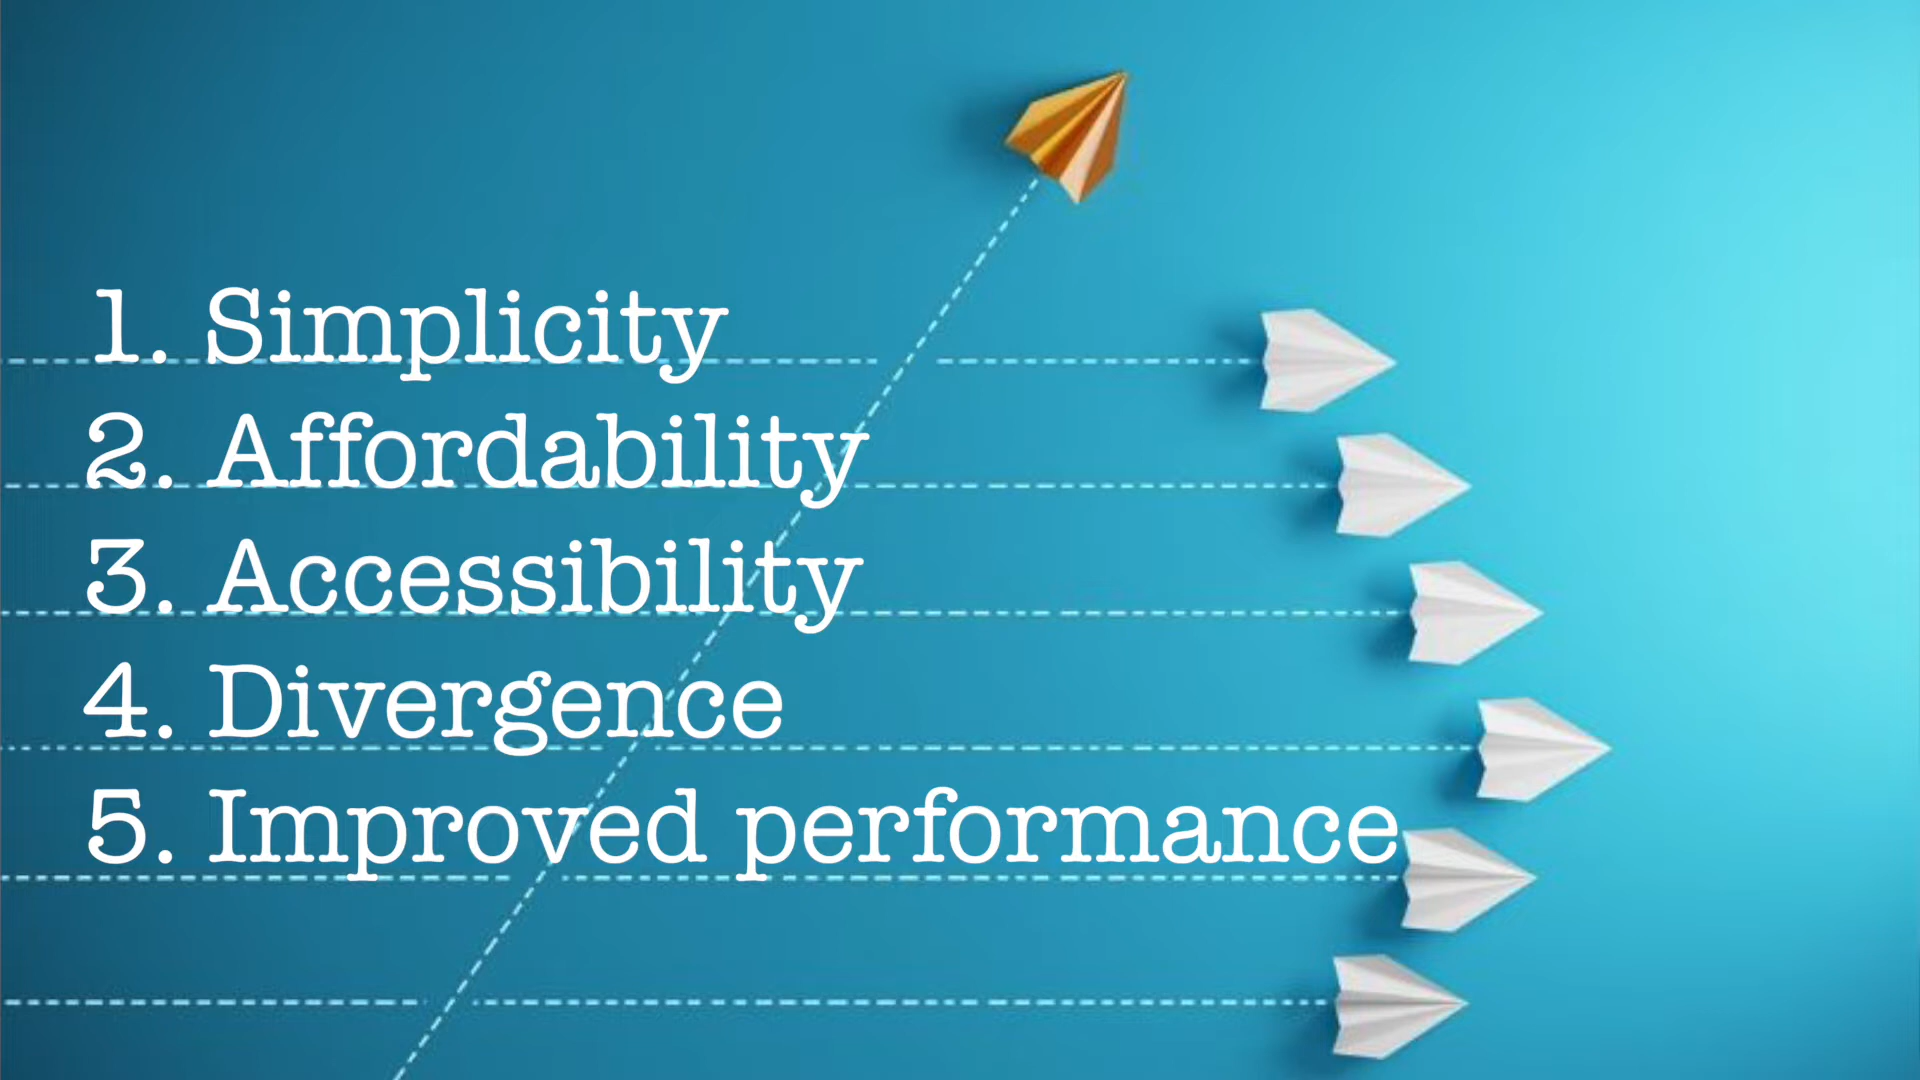 1. Simplicity
2. Affordability
3. Accessibility
4. Divergence
5. Improved performance